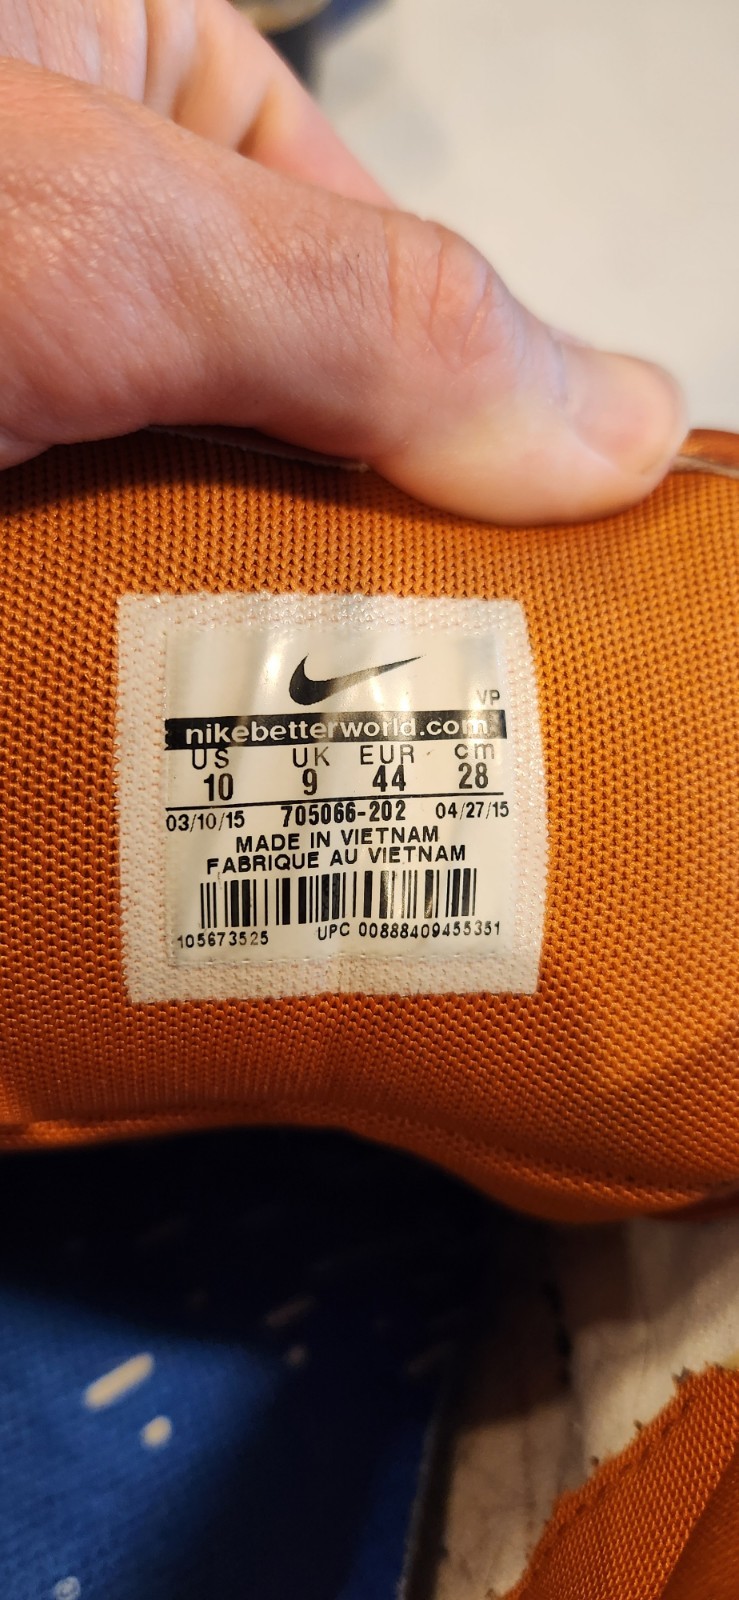 VP
nikebetterworld.com
US UK EUR cm
10 9 44 28
03/10/15 705066-202 04/27/15
MADE IN VIETNAM
FABRIQUE AU VIETNAM
105673525 UPC 00888409455351